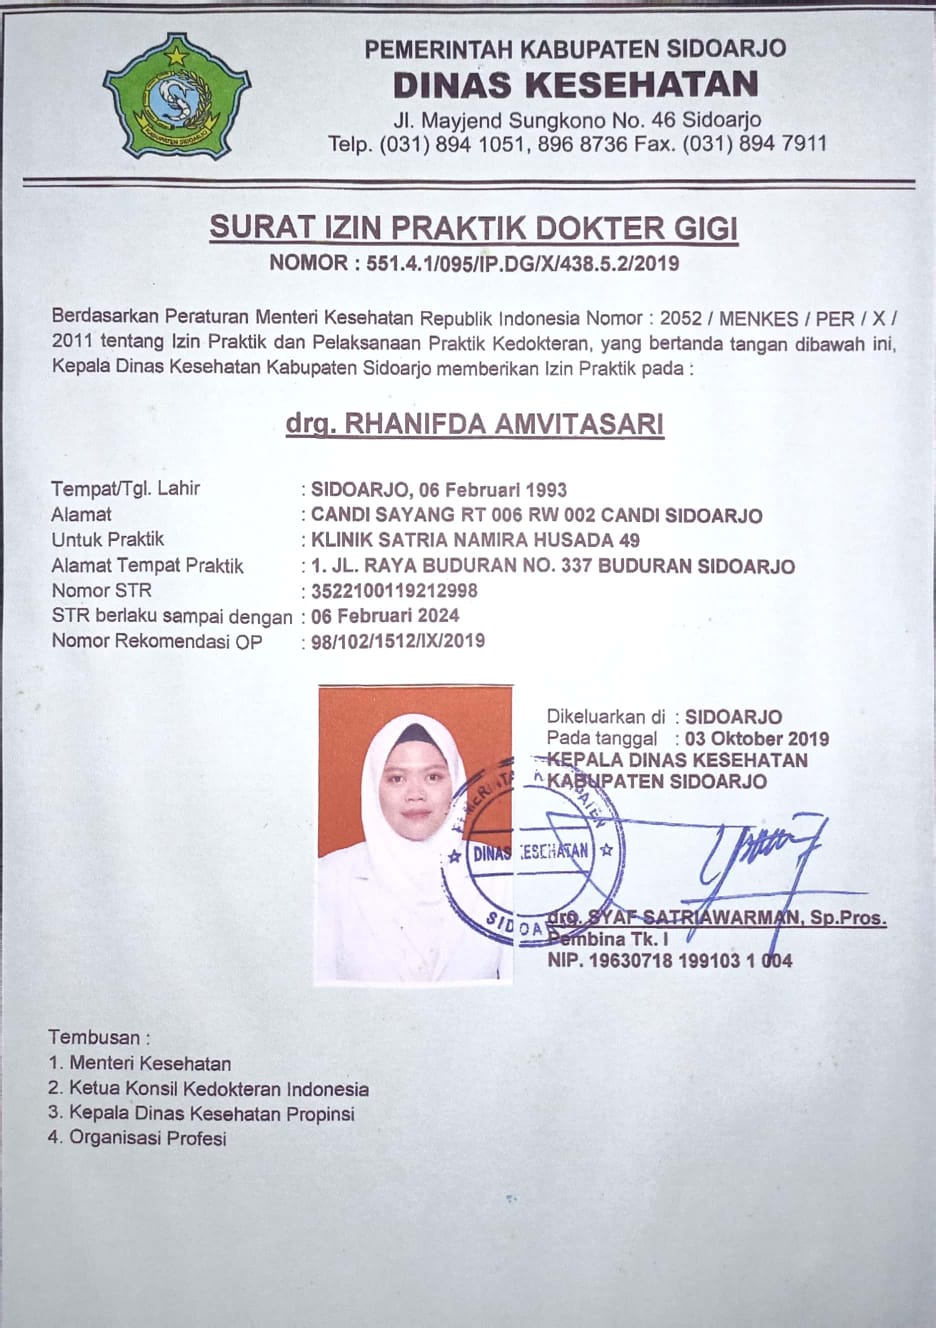 KABUPATEN SIDOARJO
PEMERINTAH KABUPATEN SIDOARJO
DINAS KESEHATAN
Jl. Mayjend Sungkono No. 46 Sidoarjo
Telp. (031) 894 1051, 896 8736 Fax. (031) 894 7911
SURAT IZIN PRAKTIK DOKTER GIGI
NOMOR : 551.4.1/095/IP.DG/X/438.5.2/2019
Berdasarkan Peraturan Menteri Kesehatan Republik Indonesia Nomor : 2052 / MENKES / PER / X /
2011 tentang Izin Praktik dan Pelaksanaan Praktik Kedokteran, yang bertanda tangan dibawah ini,
Kepala Dinas Kesehatan Kabupaten Sidoarjo memberikan Izin Praktik pada :
drg. RHANIFDA AMVITASARI
Tempat/Tgl. Lahir : SIDOARJO, 06 Februari 1993
Alamat : CANDI SAYANG RT 006 RW 002 CANDI SIDOARJO
Untuk Praktik : KLINIK SATRIA NAMIRA HUSADA 49
Alamat Tempat Praktik : 1. JL. RAYA BUDURAN NO. 337 BUDURAN SIDOARJO
Nomor STR : 3522100119212998
STR berlaku sampai dengan : 06 Februari 2024
Nomor Rekomendasi OP : 98/102/1512/IX/2019
Dikeluarkan di : SIDOARJO
Pada tanggal : 03 Oktober 2019
KEPALA DINAS KESEHATAN
KABUPATEN SIDOARJO
DINAS KESEHATAN
drg. SYAF SATRIAWARMAN, Sp.Pros.
Pembina Tk. I
NIP. 19630718 199103 1 004
Tembusan :
1. Menteri Kesehatan
2. Ketua Konsil Kedokteran Indonesia
3. Kepala Dinas Kesehatan Propinsi
4. Organisasi Profesi